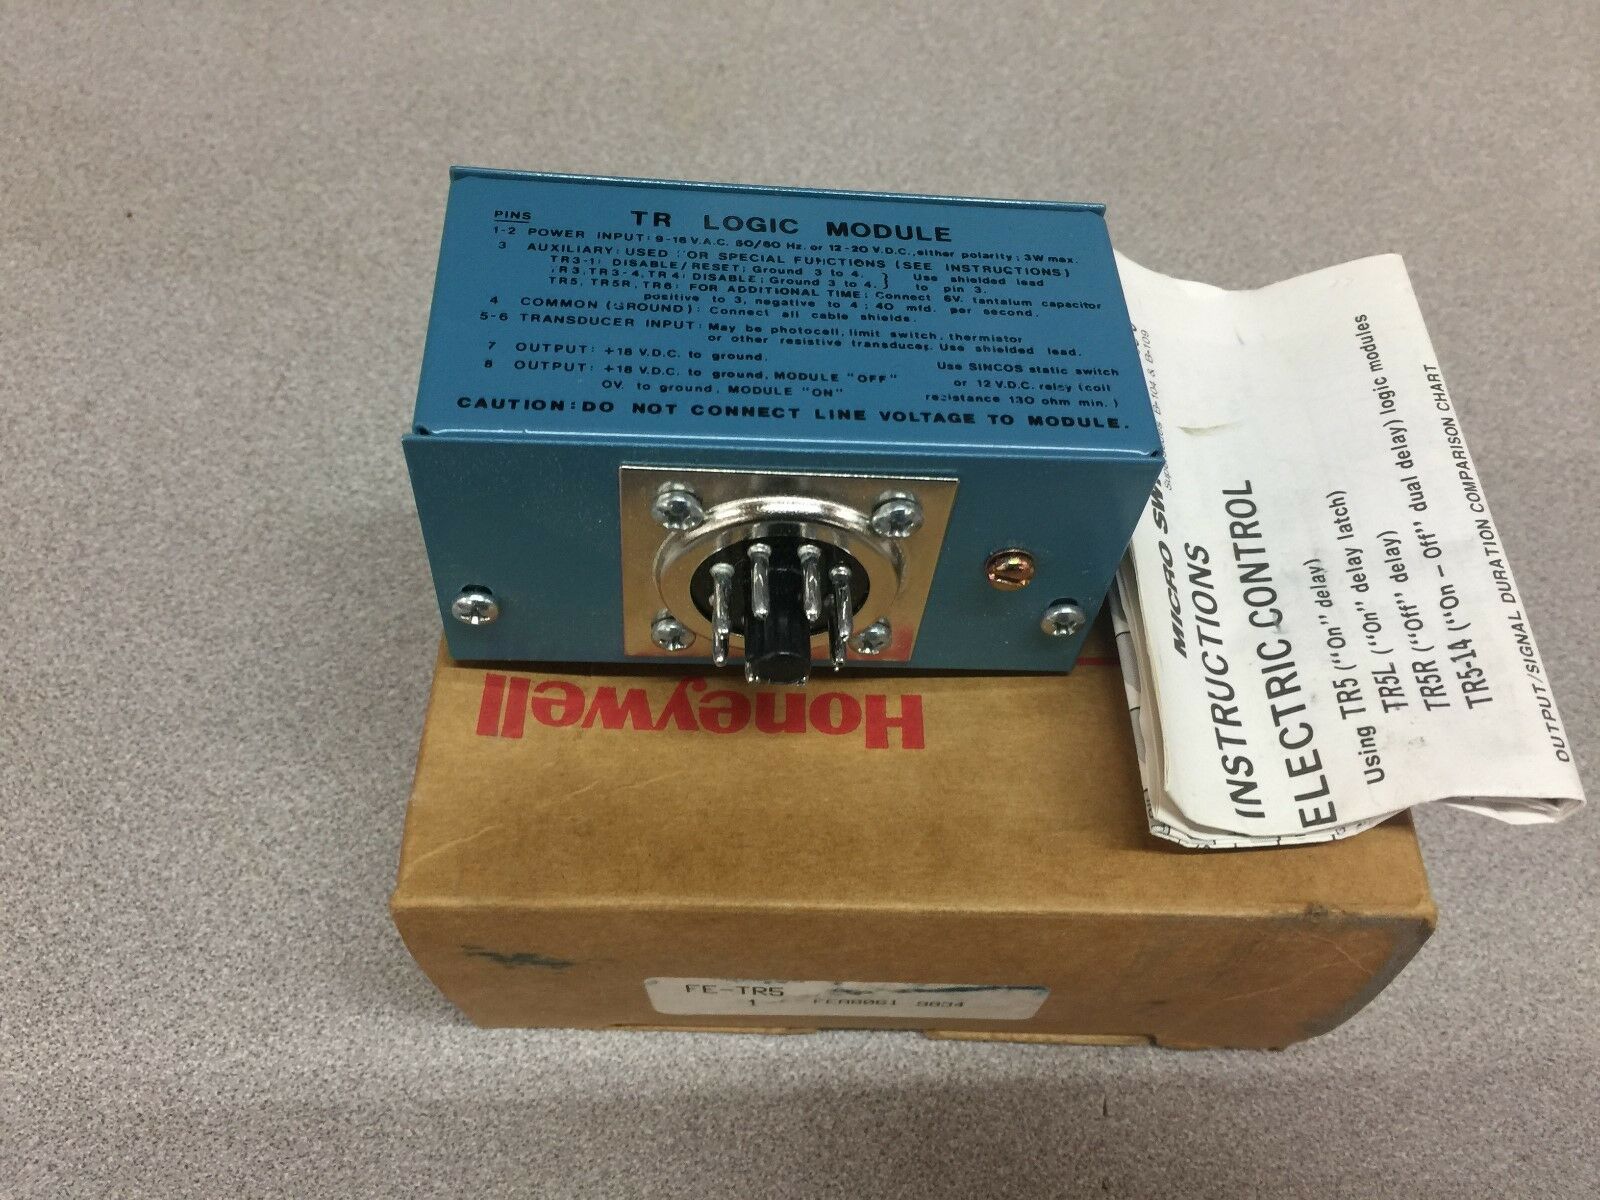 PINS TR LOGIC MODULE
1-2 POWER INPUT: 9-18 V.A.C. 50/60 Hz. or 12-20 V.D.C., either polarity; 3W max.
3 AUXILIARY: USED FOR SPECIAL FUNCTIONS (SEE INSTRUCTIONS)
TR3-1: DISABLE/RESET: Ground 3 to 4. } Use shielded lead
TR3, TR3-4, TR4: DISABLE: Ground 3 to 4. } to pin 3.
TR5, TR5R, TR6: FOR ADDITIONAL TIME: Connect 6V. tantalum capacitor
positive to 3, negative to 4; 40 mfd. per second.
4 COMMON (GROUND): Connect all cable shields.
5-6 TRANSDUCER INPUT: May be photocell, limit switch, thermistor
or other resistive transducer. Use shielded lead.
7 OUTPUT: +18 V.D.C. to ground.
8 OUTPUT: +18 V.D.C. to ground, MODULE "OFF"
OV. to ground, MODULE "ON"
Use SINCOS static switch
or 12 V.D.C. relay (coil
resistance 130 ohm min.)
CAUTION: DO NOT CONNECT LINE VOLTAGE TO MODULE.
Honeywell
FE-TR5
1 9834
B-104 & B-109
MICRO SW
INSTRUCTIONS
ELECTRIC CONTROL
Using TR5 ("On" delay)
TR5L ("On" delay latch)
TR5R ("Off" delay)
TR5-14 ("On – Off" dual delay) logic modules
OUTPUT/SIGNAL DURATION COMPARISON CHART